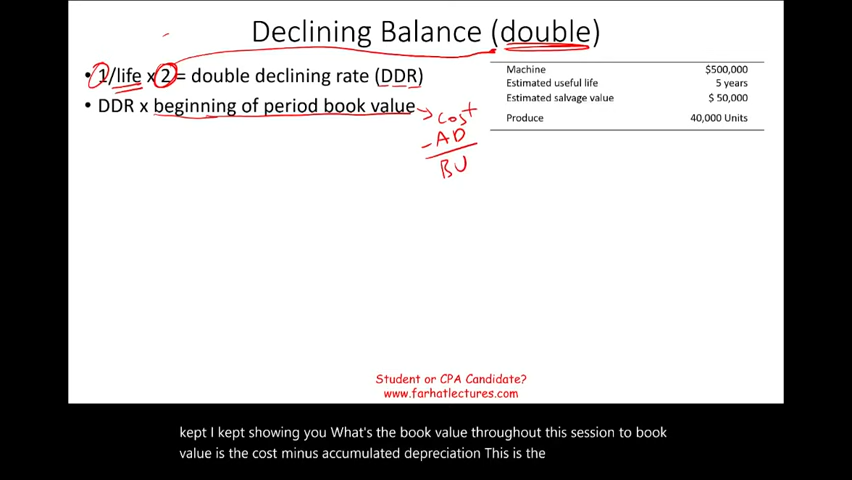 Declining Balance (double)
• 1/life x 2 = double declining rate (DDR)
• DDR x beginning of period book value
Cost
- AD
BV
Machine $500,000
Estimated useful life 5 years
Estimated salvage value $ 50,000
Produce 40,000 Units
Student or CPA Candidate?
www.farhatlectures.com
kept I kept showing you What's the book value throughout this session to book
value is the cost minus accumulated depreciation This is the